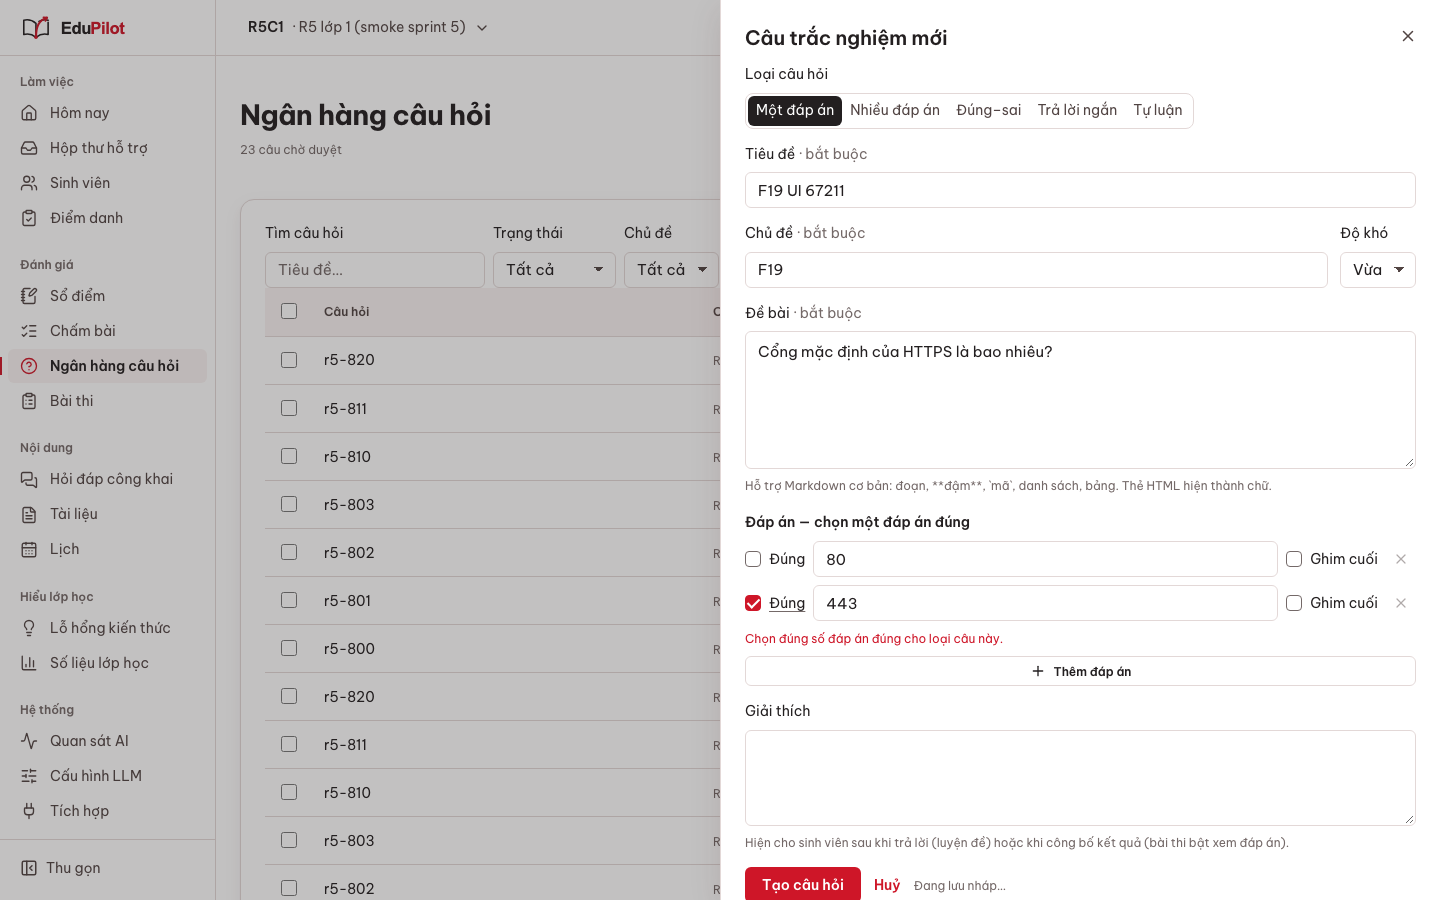 EduPilot
R5C1 · R5 lớp 1 (smoke sprint 5)
Làm việc
Hôm nay
Hộp thư hỗ trợ
Sinh viên
Điểm danh
Đánh giá
Sổ điểm
Chấm bài
Ngân hàng câu hỏi
Bài thi
Nội dung
Hỏi đáp công khai
Tài liệu
Lịch
Hiểu lớp học
Lỗ hổng kiến thức
Số liệu lớp học
Hệ thống
Quan sát AI
Cấu hình LLM
Tích hợp
Thu gọn
Ngân hàng câu hỏi
23 câu chờ duyệt
Tìm câu hỏi Trạng thái Chủ đề
Tiêu đề... Tất cả Tất cả
Câu hỏi
r5-820
r5-811
r5-810
r5-803
r5-802
r5-801
r5-800
r5-820
r5-811
r5-810
r5-803
r5-802
Câu trắc nghiệm mới
Loại câu hỏi
Một đáp án Nhiều đáp án Đúng–sai Trả lời ngắn Tự luận
Tiêu đề · bắt buộc
F19 UI 67211
Chủ đề · bắt buộc Độ khó
F19 Vừa
Đề bài · bắt buộc
Cổng mặc định của HTTPS là bao nhiêu?
Hỗ trợ Markdown cơ bản: đoạn, **đậm**, `mã`, danh sách, bảng. Thẻ HTML hiện thành chữ.
Đáp án — chọn một đáp án đúng
Đúng 80 Ghim cuối
Đúng 443 Ghim cuối
Chọn đúng số đáp án đúng cho loại câu này.
Thêm đáp án
Giải thích
Hiện cho sinh viên sau khi trả lời (luyện đề) hoặc khi công bố kết quả (bài thi bật xem đáp án).
Tạo câu hỏi Huỷ Đang lưu nháp...